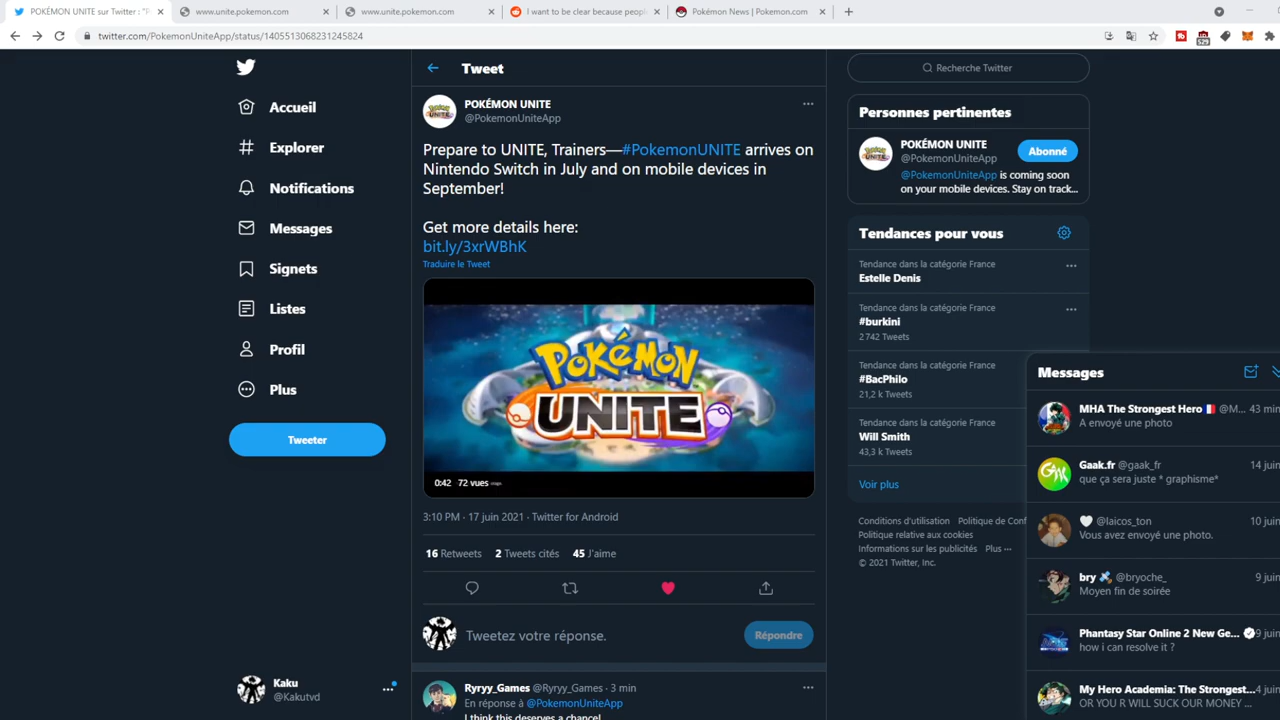 POKÉMON UNITE sur Twitter : "P
www.unite.pokemon.com
www.unite.pokemon.com
I want to be clear because peopl
Pokémon News | Pokemon.com
twitter.com/PokemonUniteApp/status/1405513068231245824
529
Accueil
Explorer
Notifications
Messages
Signets
Listes
Profil
Plus
Tweeter
Kaku
@Kakutvd
Tweet
POKÉMON UNITE
@PokemonUniteApp
Prepare to UNITE, Trainers—#PokemonUNITE arrives on
Nintendo Switch in July and on mobile devices in
September!
Get more details here:
bit.ly/3xrWBhK
Traduire le Tweet
POKéMON
UNITE
0:42 72 vues
3:10 PM · 17 juin 2021 · Twitter for Android
16 Retweets 2 Tweets cités 45 J'aime
Tweetez votre réponse.
Répondre
Ryryy_Games @Ryryy_Games · 3 min
En réponse à @PokemonUniteApp
I think this deserves a chance!
Recherche Twitter
Personnes pertinentes
POKÉMON UNITE
@PokemonUniteApp
Abonné
@PokemonUniteApp is coming soon
on your mobile devices. Stay on track...
Tendances pour vous
Tendance dans la catégorie France
Estelle Denis
Tendance dans la catégorie France
#burkini
2 742 Tweets
Tendance dans la catégorie France
#BacPhilo
21,2 k Tweets
Tendance dans la catégorie France
Will Smith
43,3 k Tweets
Voir plus
Conditions d'utilisation Politique de Conf
Politique relative aux cookies
Informations sur les publicités Plus ···
© 2021 Twitter, Inc.
Messages
MHA The Strongest Hero @M... 43 min
A envoyé une photo
Gaak.fr @gaak_fr 14 juin
que ça sera juste * graphisme*
@laicos_ton 10 juin
Vous avez envoyé une photo.
bry @bryoche_ 9 juin
Moyen fin de soirée
Phantasy Star Online 2 New Ge... 9 juin
how i can resolve it ?
My Hero Academia: The Strongest... 4 juin
OR YOU R WILL SUCK OUR MONEY ...